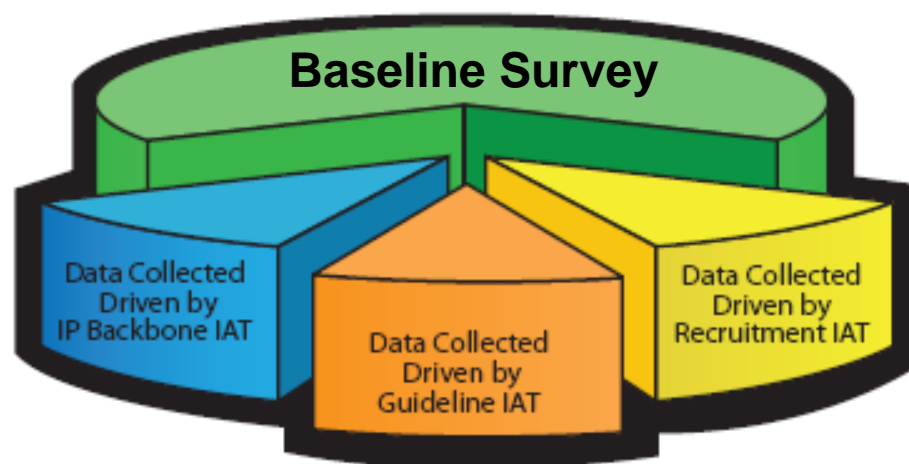 Baseline Survey
Data Collected
Driven by
IP Backbone IAT
Data Collected
Driven by
Guideline IAT
Data Collected
Driven by
Recruitment IAT